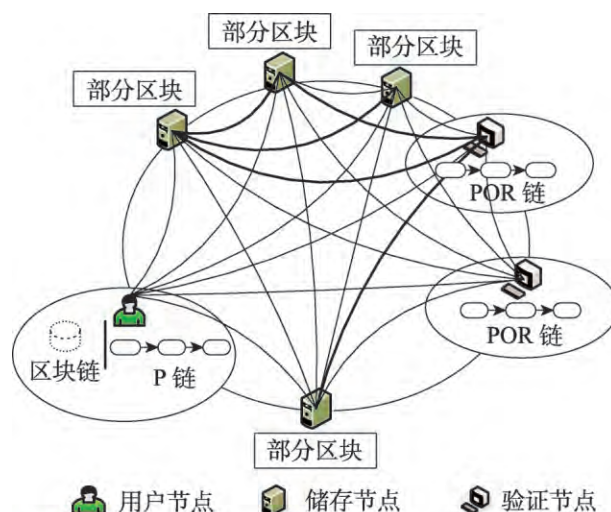 部分区块
部分区块
部分区块
POR 链
POR 链
区块链
P 链
部分区块
用户节点
储存节点
验证节点